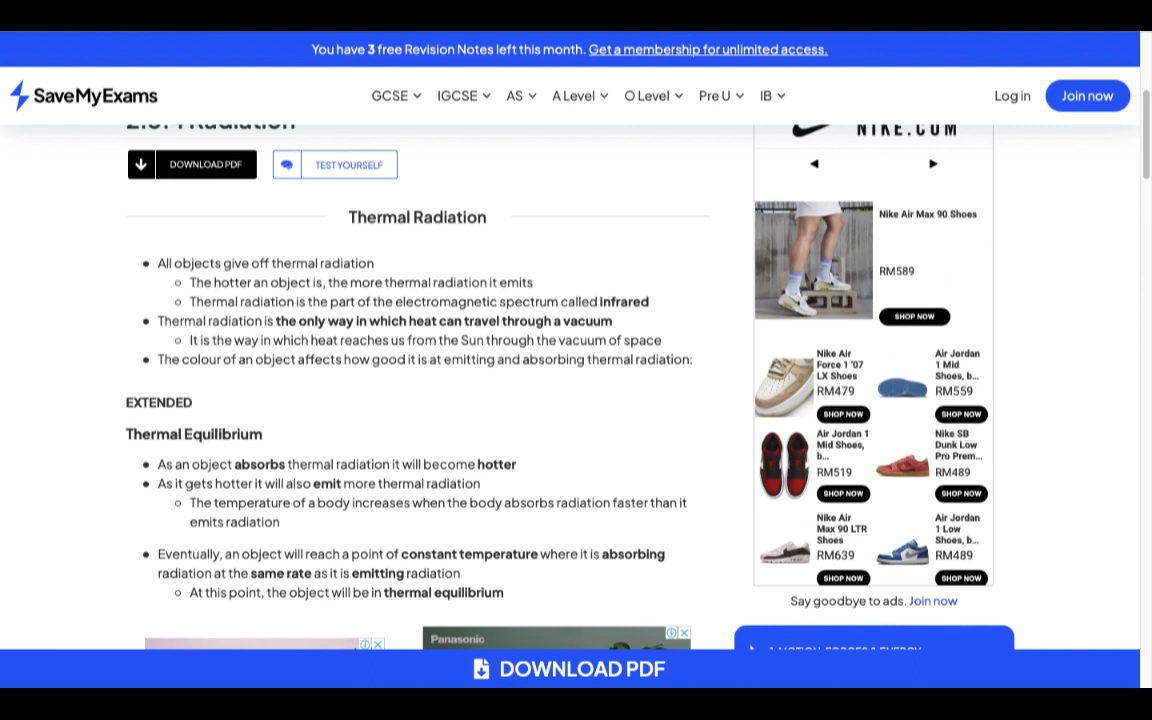 You have 3 free Revision Notes left this month. Get a membership for unlimited access.
SaveMyExams
GCSE IGCSE AS A Level O Level Pre U IB
Log in
Join now
DOWNLOAD PDF
TEST YOURSELF
Thermal Radiation
All objects give off thermal radiation
The hotter an object is, the more thermal radiation it emits
Thermal radiation is the part of the electromagnetic spectrum called infrared
Thermal radiation is the only way in which heat can travel through a vacuum
It is the way in which heat reaches us from the Sun through the vacuum of space
The colour of an object affects how good it is at emitting and absorbing thermal radiation:
EXTENDED
Thermal Equilibrium
As an object absorbs thermal radiation it will become hotter
As it gets hotter it will also emit more thermal radiation
The temperature of a body increases when the body absorbs radiation faster than it
emits radiation
Eventually, an object will reach a point of constant temperature where it is absorbing
radiation at the same rate as it is emitting radiation
At this point, the object will be in thermal equilibrium
Panasonic
NIKE.COM
Nike Air Max 90 Shoes
RM589
SHOP NOW
Nike Air
Force 1 '07
LX Shoes
RM479
SHOP NOW
Air Jordan
1 Mid
Shoes, b...
RM559
SHOP NOW
Air Jordan 1
Mid Shoes,
b...
RM519
SHOP NOW
Nike SB
Dunk Low
Pro Prem...
RM489
SHOP NOW
Nike Air
Max 90 LTR
Shoes
RM639
SHOP NOW
Air Jordan
1 Low
Shoes, b...
RM489
SHOP NOW
Say goodbye to ads. Join now
DOWNLOAD PDF